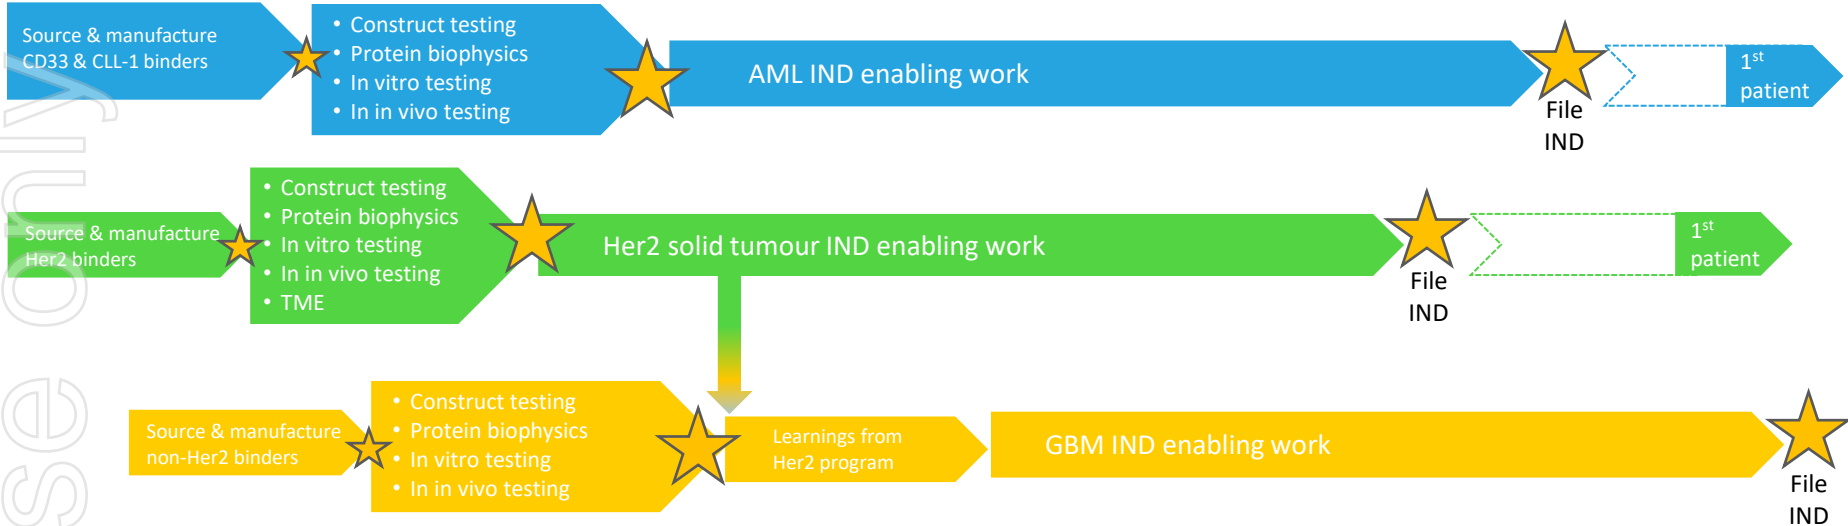 Source & manufacture
CD33 & CLL-1 binders
• Construct testing
• Protein biophysics
• In vitro testing
• In in vivo testing
AML IND enabling work
File
IND
1st
patient
Source & manufacture
Her2 binders
• Construct testing
• Protein biophysics
• In vitro testing
• In in vivo testing
• TME
Her2 solid tumour IND enabling work
File
IND
1st
patient
Source & manufacture
non-Her2 binders
• Construct testing
• Protein biophysics
• In vitro testing
• In in vivo testing
Learnings from
Her2 program
GBM IND enabling work
File
IND
se only